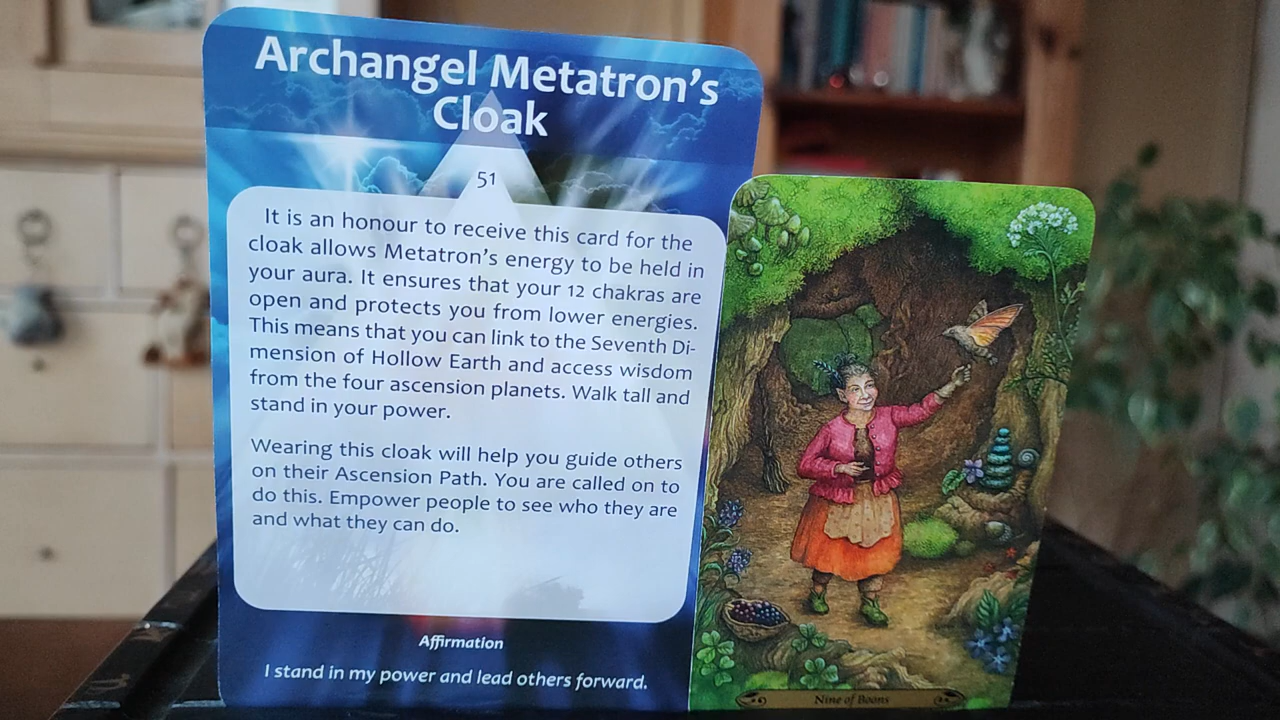 Archangel Metatron's
Cloak
51
It is an honour to receive this card for the
cloak allows Metatron's energy to be held in
your aura. It ensures that your 12 chakras are
open and protects you from lower energies.
This means that you can link to the Seventh Di-
mension of Hollow Earth and access wisdom
from the four ascension planets. Walk tall and
stand in your power.
Wearing this cloak will help you guide others
on their Ascension Path. You are called on to
do this. Empower people to see who they are
and what they can do.
Affirmation
I stand in my power and lead others forward.
Nine of Boons